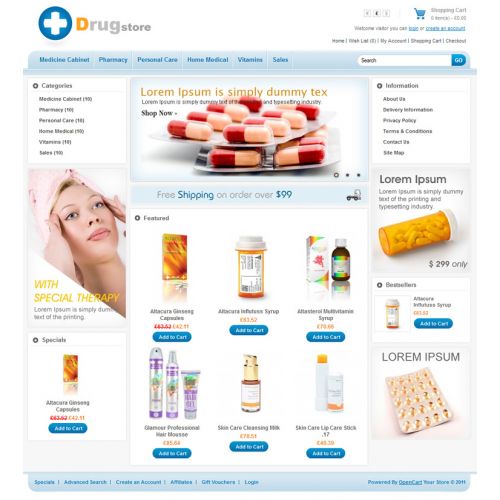 Drugstore
£ € $
Shopping Cart
0 item(s) - £0.00
Welcome visitor you can login or create an account.
Home | Wish List (0) | My Account | Shopping Cart | Checkout
Medicine Cabinet
Pharmacy
Personal Care
Home Medical
Vitamins
Sales
Search
GO
Categories
Medicine Cabinet (10)
Pharmacy (10)
Personal Care (10)
Home Medical (10)
Vitamins (10)
Sales (10)
Lorem Ipsum is simply dummy tex
Lorem Ipsum is simply dummy text of the printing and typesetting industry.
Shop Now
Information
About Us
Delivery Information
Privacy Policy
Terms & Conditions
Contact Us
Site Map
Free Shipping on order over $99
WITH
SPECIAL THERAPY
Lorem Ipsum is dummy
text of the printing.
Lorem Ipsum
Lorem Ipsum is simply
dummy text of the
printing and typesetting
industry.
$ 299 only
Featured
Altacura Ginseng
Capsules
£63.52 £42.11
Add to Cart
Altacura Influfuss Syrup
£63.52
Add to Cart
Altasterol Multivitamin
Syrup
£70.66
Add to Cart
Glamour Professional
Hair Mousse
£85.64
Add to Cart
Skin Care Cleansing Milk
£78.51
Add to Cart
Skin Care Lip Care Stick
.17
£46.39
Add to Cart
Specials
Altacura Ginseng
Capsules
£63.52 £42.11
Add to Cart
Bestsellers
Altacura
Influfuss Syrup
£63.52
Add to Cart
LOREM IPSUM
Specials | Advanced Search | Create an Account | Affiliates | Gift Vouchers | Login
Powered By OpenCart Your Store © 2011